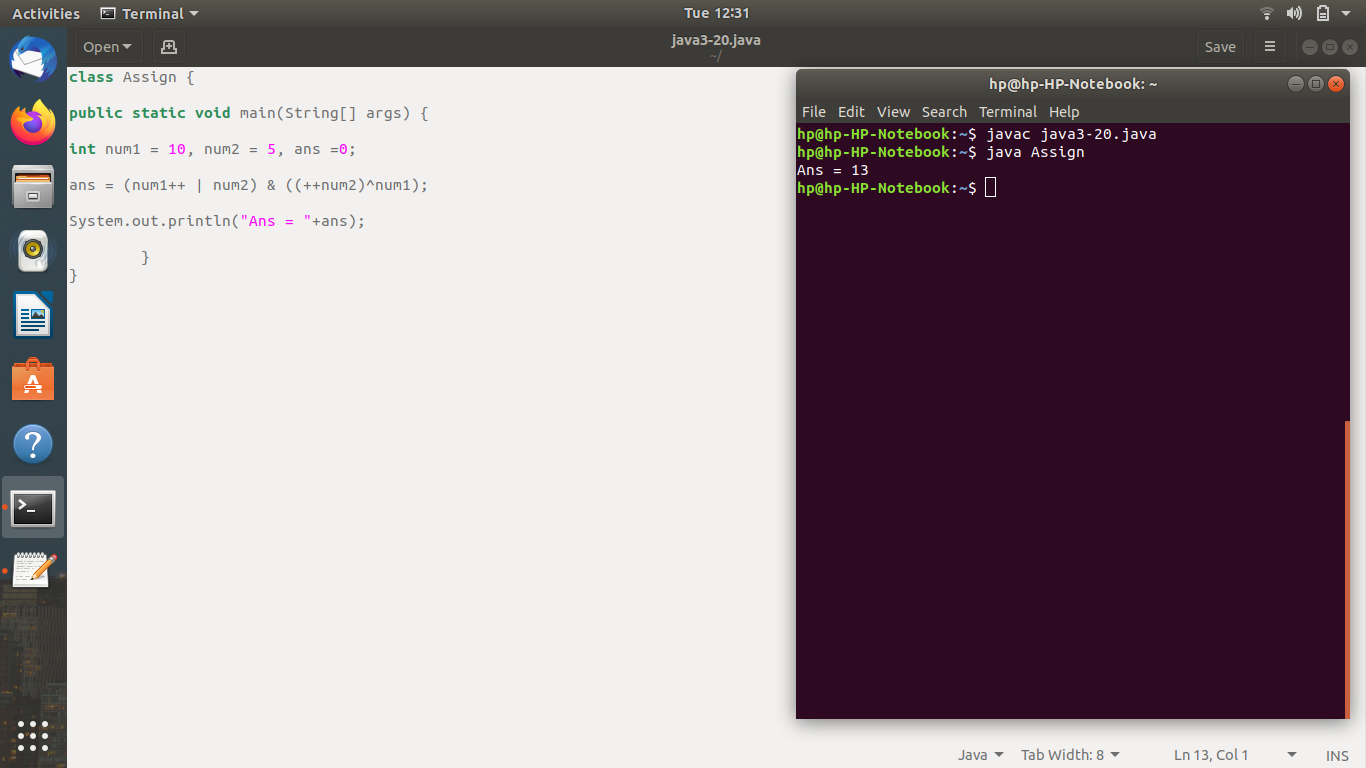 Activities Terminal Tue 12:31
Open java3-20.java Save
~/
class Assign {
public static void main(String[] args) {
int num1 = 10, num2 = 5, ans =0;
ans = (num1++ | num2) & ((++num2)^num1);
System.out.println("Ans = "+ans);
}
}
hp@hp-HP-Notebook: ~
File Edit View Search Terminal Help
hp@hp-HP-Notebook:~$ javac java3-20.java
hp@hp-HP-Notebook:~$ java Assign
Ans = 13
hp@hp-HP-Notebook:~$
Java Tab Width: 8 Ln 13, Col 1 INS